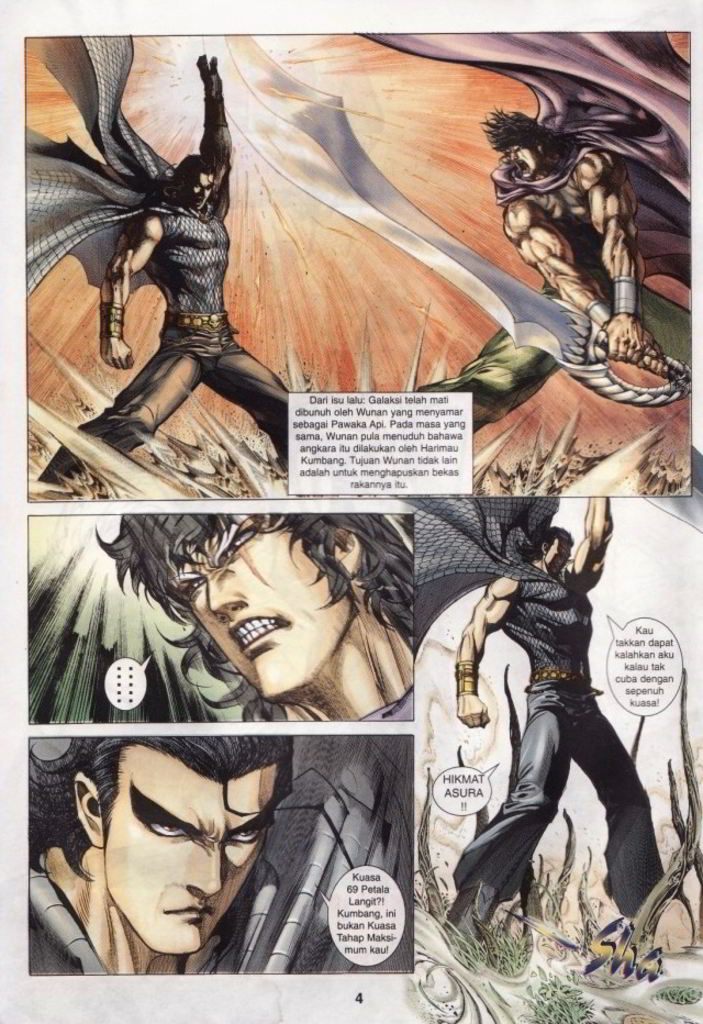 Dari isu lalu: Galaksi telah mati
dibunuh oleh Wunan yang menyamar
sebagai Pawaka Api. Pada masa yang
sama, Wunan pula menuduh bahawa
angkara itu dilakukan oleh Harimau
Kumbang. Tujuan Wunan tidak lain
adalah untuk menghapuskan bekas
rakannya itu.
Kau
takkan dapat
kalahkan aku
kalau tak
cuba dengan
sepenuh
kuasa!
HIKMAT
ASURA
!!
Kuasa
69 Petala
Langit?!
Kumbang, ini
bukan Kuasa
Tahap Maksi-
mum kau!
Sha
4